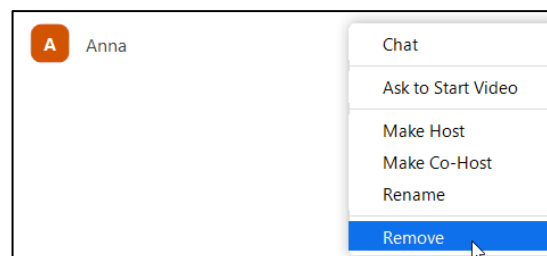 A Anna
Chat
Ask to Start Video
Make Host
Make Co-Host
Rename
Remove